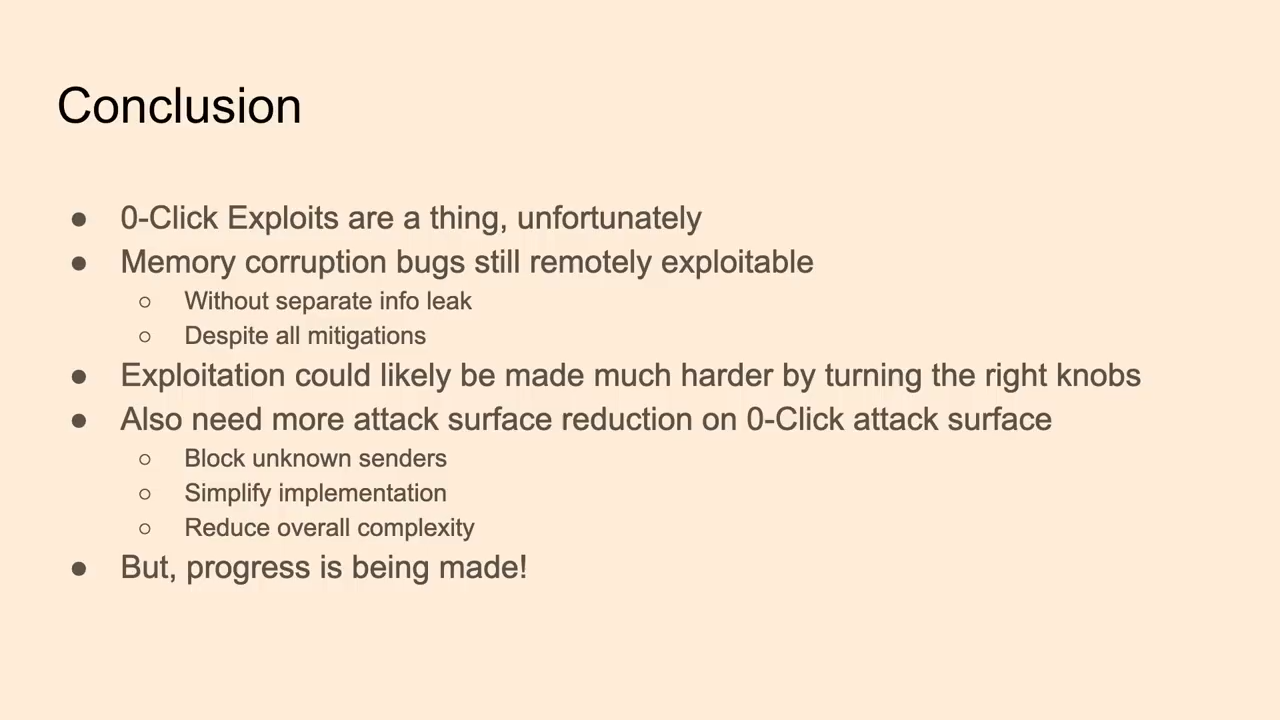 Conclusion
● 0-Click Exploits are a thing, unfortunately
● Memory corruption bugs still remotely exploitable
○ Without separate info leak
○ Despite all mitigations
● Exploitation could likely be made much harder by turning the right knobs
● Also need more attack surface reduction on 0-Click attack surface
○ Block unknown senders
○ Simplify implementation
○ Reduce overall complexity
● But, progress is being made!